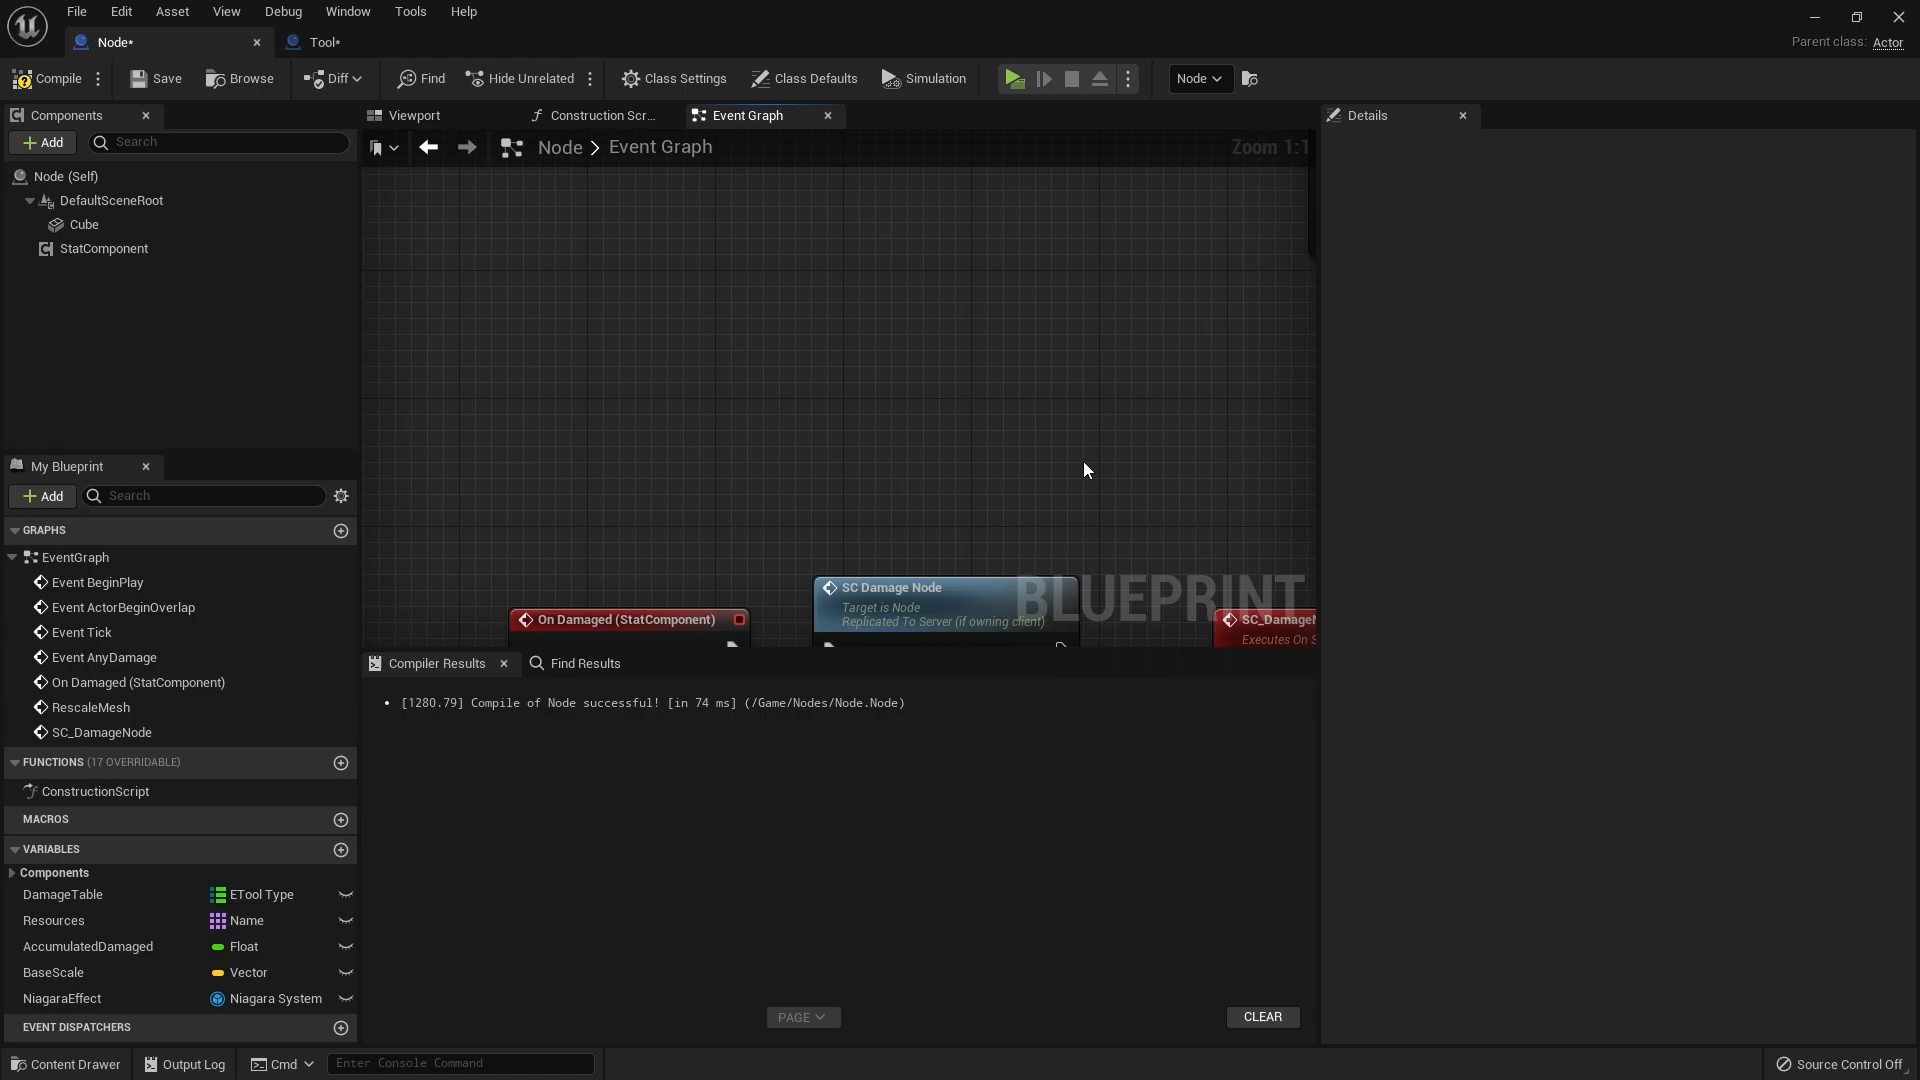 File Edit Asset View Debug Window Tools Help
Node* Tool*
Parent class: Actor
Compile Save Browse Diff Find Hide Unrelated Class Settings Class Defaults Simulation Node
Components
Add Search
Node (Self)
DefaultSceneRoot
Cube
StatComponent
My Blueprint
Add Search
GRAPHS
EventGraph
Event BeginPlay
Event ActorBeginOverlap
Event Tick
Event AnyDamage
On Damaged (StatComponent)
RescaleMesh
SC_DamageNode
FUNCTIONS (17 OVERRIDABLE)
ConstructionScript
MACROS
VARIABLES
Components
DamageTable ETool Type
Resources Name
AccumulatedDamaged Float
BaseScale Vector
NiagaraEffect Niagara System
EVENT DISPATCHERS
Viewport Construction Scr... Event Graph
Node > Event Graph Zoom 1:1
SC Damage Node
Target is Node
Replicated To Server (if owning client)
BLUEPRINT
On Damaged (StatComponent)
SC_DamageN
Executes On S
Compiler Results Find Results
• [1280.79] Compile of Node successful! [in 74 ms] (/Game/Nodes/Node.Node)
PAGE CLEAR
Details
Content Drawer Output Log Cmd Enter Console Command Source Control Off